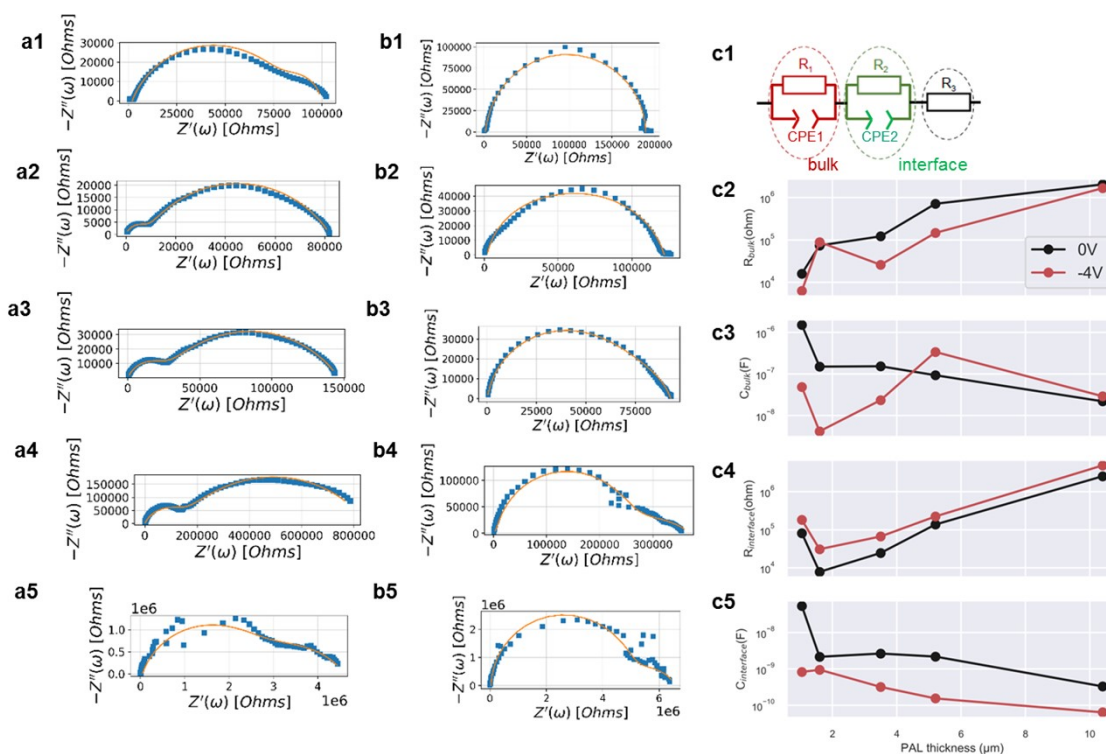 a1
30000
20000
10000
0
−Z''(ω) [Ohms]
0 25000 50000 75000 100000
Z'(ω) [Ohms]
b1
100000
75000
50000
25000
0
−Z''(ω) [Ohms]
0 50000 100000 150000 200000
Z'(ω) [Ohms]
c1
R1
CPE1
R2
CPE2
R3
bulk
interface
a2
20000
15000
10000
5000
0
−Z''(ω) [Ohms]
0 20000 40000 60000 80000
Z'(ω) [Ohms]
b2
40000
30000
20000
10000
0
−Z''(ω) [Ohms]
0 50000 100000
Z'(ω) [Ohms]
c2
10^6
10^5
10^4
Rbulk(ohm)
0V
-4V
a3
30000
20000
10000
0
−Z''(ω) [Ohms]
0 50000 100000 150000
Z'(ω) [Ohms]
b3
30000
20000
10000
0
−Z''(ω) [Ohms]
0 25000 50000 75000
Z'(ω) [Ohms]
c3
10^-6
10^-7
10^-8
Cbulk(F)
a4
150000
100000
50000
0
−Z''(ω) [Ohms]
0 200000 400000 600000 800000
Z'(ω) [Ohms]
b4
100000
75000
50000
25000
0
−Z''(ω) [Ohms]
0 100000 200000 300000
Z'(ω) [Ohms]
c4
10^6
10^5
10^4
Rinterface(ohm)
a5
1e6
1.0
0.5
0.0
−Z''(ω) [Ohms]
0 1 2 3 4
1e6
Z'(ω) [Ohms]
b5
1e6
2
1
0
−Z''(ω) [Ohms]
0 2 4 6
1e6
Z'(ω) [Ohms]
c5
10^-8
10^-9
10^-10
Cinterface(F)
2 4 6 8 10
PAL thickness (μm)